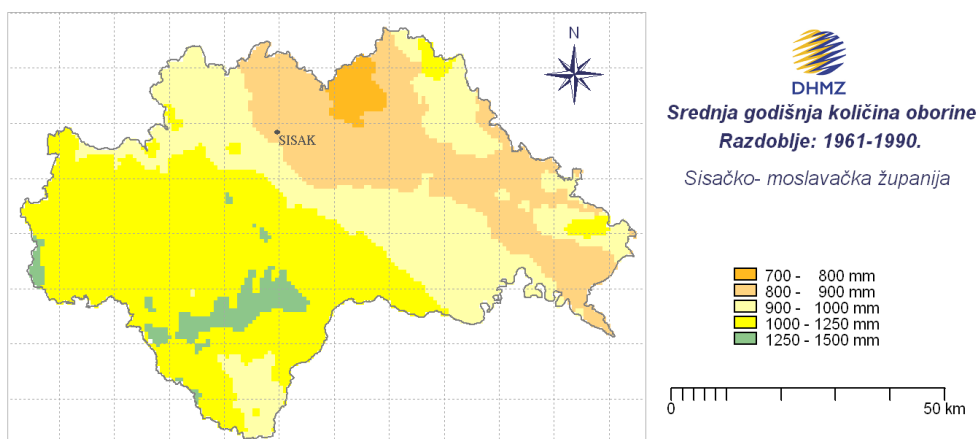 N
SISAK
DHMZ
Srednja godišnja količina oborine
Razdoblje: 1961-1990.
Sisačko- moslavačka županija
700 - 800 mm
800 - 900 mm
900 - 1000 mm
1000 - 1250 mm
1250 - 1500 mm
0 50 km